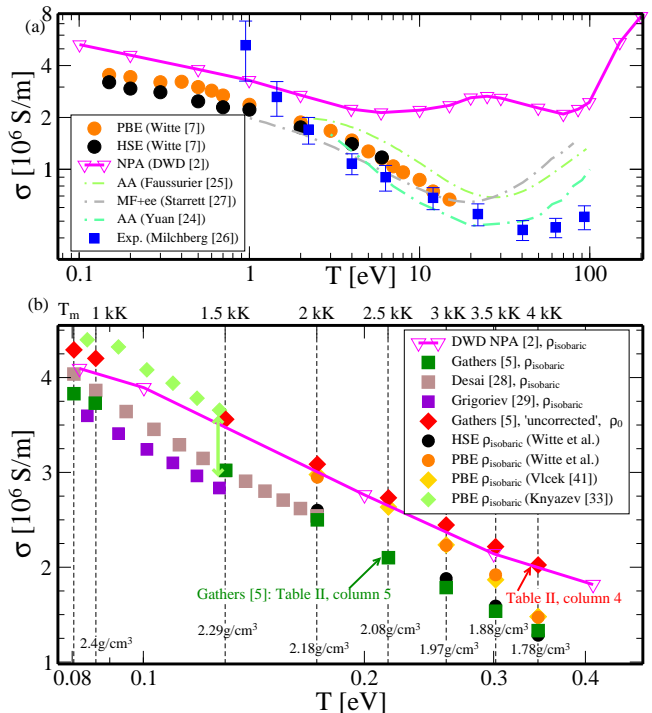 (a)
8
4
2
1
σ [10⁶ S/m]
PBE (Witte [7])
HSE (Witte [7])
NPA (DWD [2])
AA (Faussurier [25])
MF+ee (Starrett [27])
AA (Yuan [24])
Exp. (Milchberg [26])
0.1 1 10 100
T [eV]
(b)
Tm 1 kK 1.5 kK 2 kK 2.5 kK 3 kK 3.5 kK 4 kK
5
4
3
2
1
σ [10⁶ S/m]
DWD NPA [2], ρisobaric
Gathers [5], ρisobaric
Desai [28], ρisobaric
Grigoriev [29], ρisobaric
Gathers [5], 'uncorrected', ρ0
HSE ρisobaric (Witte et al.)
PBE ρisobaric (Witte et al.)
PBE ρisobaric (Vlcek [41])
PBE ρisobaric (Knyazev [33])
Gathers [5]: Table II, column 5
Table II, column 4
2.4g/cm³
2.29g/cm³
2.18g/cm³
2.08g/cm³
1.97g/cm³
1.88g/cm³
1.78g/cm³
0.08 0.1 0.2 0.3 0.4
T [eV]